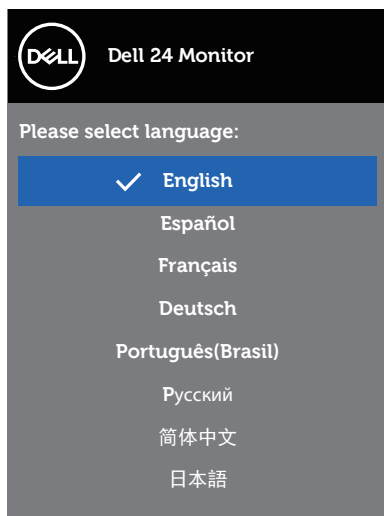 DELL
Dell 24 Monitor
Please select language:
English
Español
Français
Deutsch
Português(Brasil)
Русский
简体中文
日本語